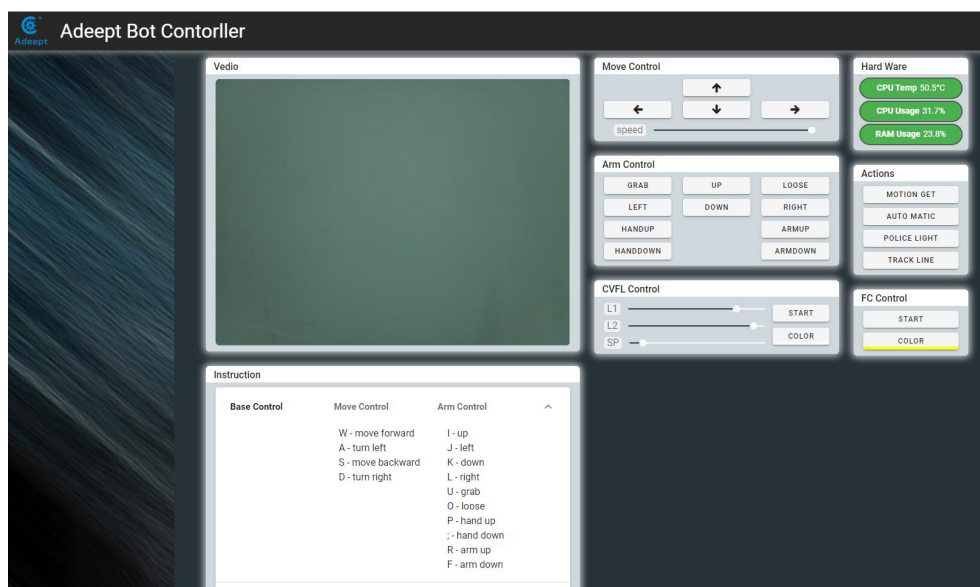 Adeept
Adeept Bot Contorller
Vedio
Move Control
speed
Arm Control
GRAB UP LOOSE
LEFT DOWN RIGHT
HANDUP ARMUP
HANDDOWN ARMDOWN
CVFL Control
L1 START
L2
SP COLOR
Hard Ware
CPU Temp 50.5°C
CPU Usage 31.7%
RAM Usage 23.8%
Actions
MOTION GET
AUTO MATIC
POLICE LIGHT
TRACK LINE
FC Control
START
COLOR
Instruction
Base Control Move Control Arm Control
W - move forward
A - turn left
S - move backward
D - turn right
I - up
J - left
K - down
L - right
U - grab
O - loose
P - hand up
; - hand down
R - arm up
F - arm down